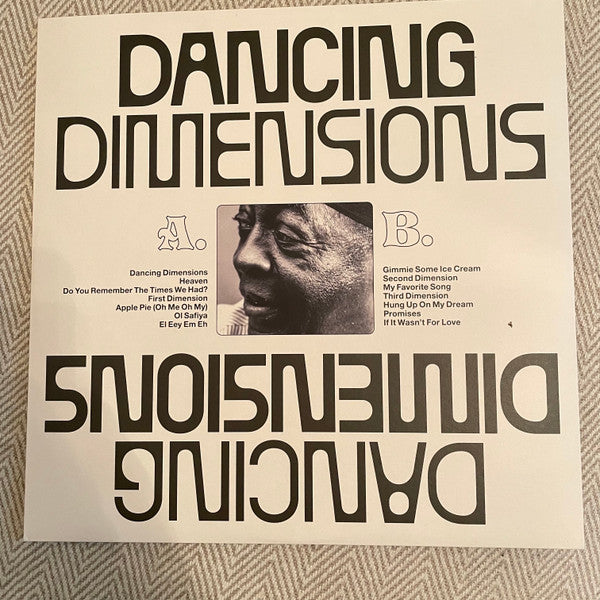 DANCING
DIMENSIONS
A.
Dancing Dimensions
Heaven
Do You Remember The Times We Had?
First Dimension
Apple Pie (Oh Me Oh My)
Ol Safiya
El Eey Em Eh
B.
Gimmie Some Ice Cream
Second Dimension
My Favorite Song
Third Dimension
Hung Up On My Dream
Promises
If It Wasn't For Love
DIMENSIONS
DANCING